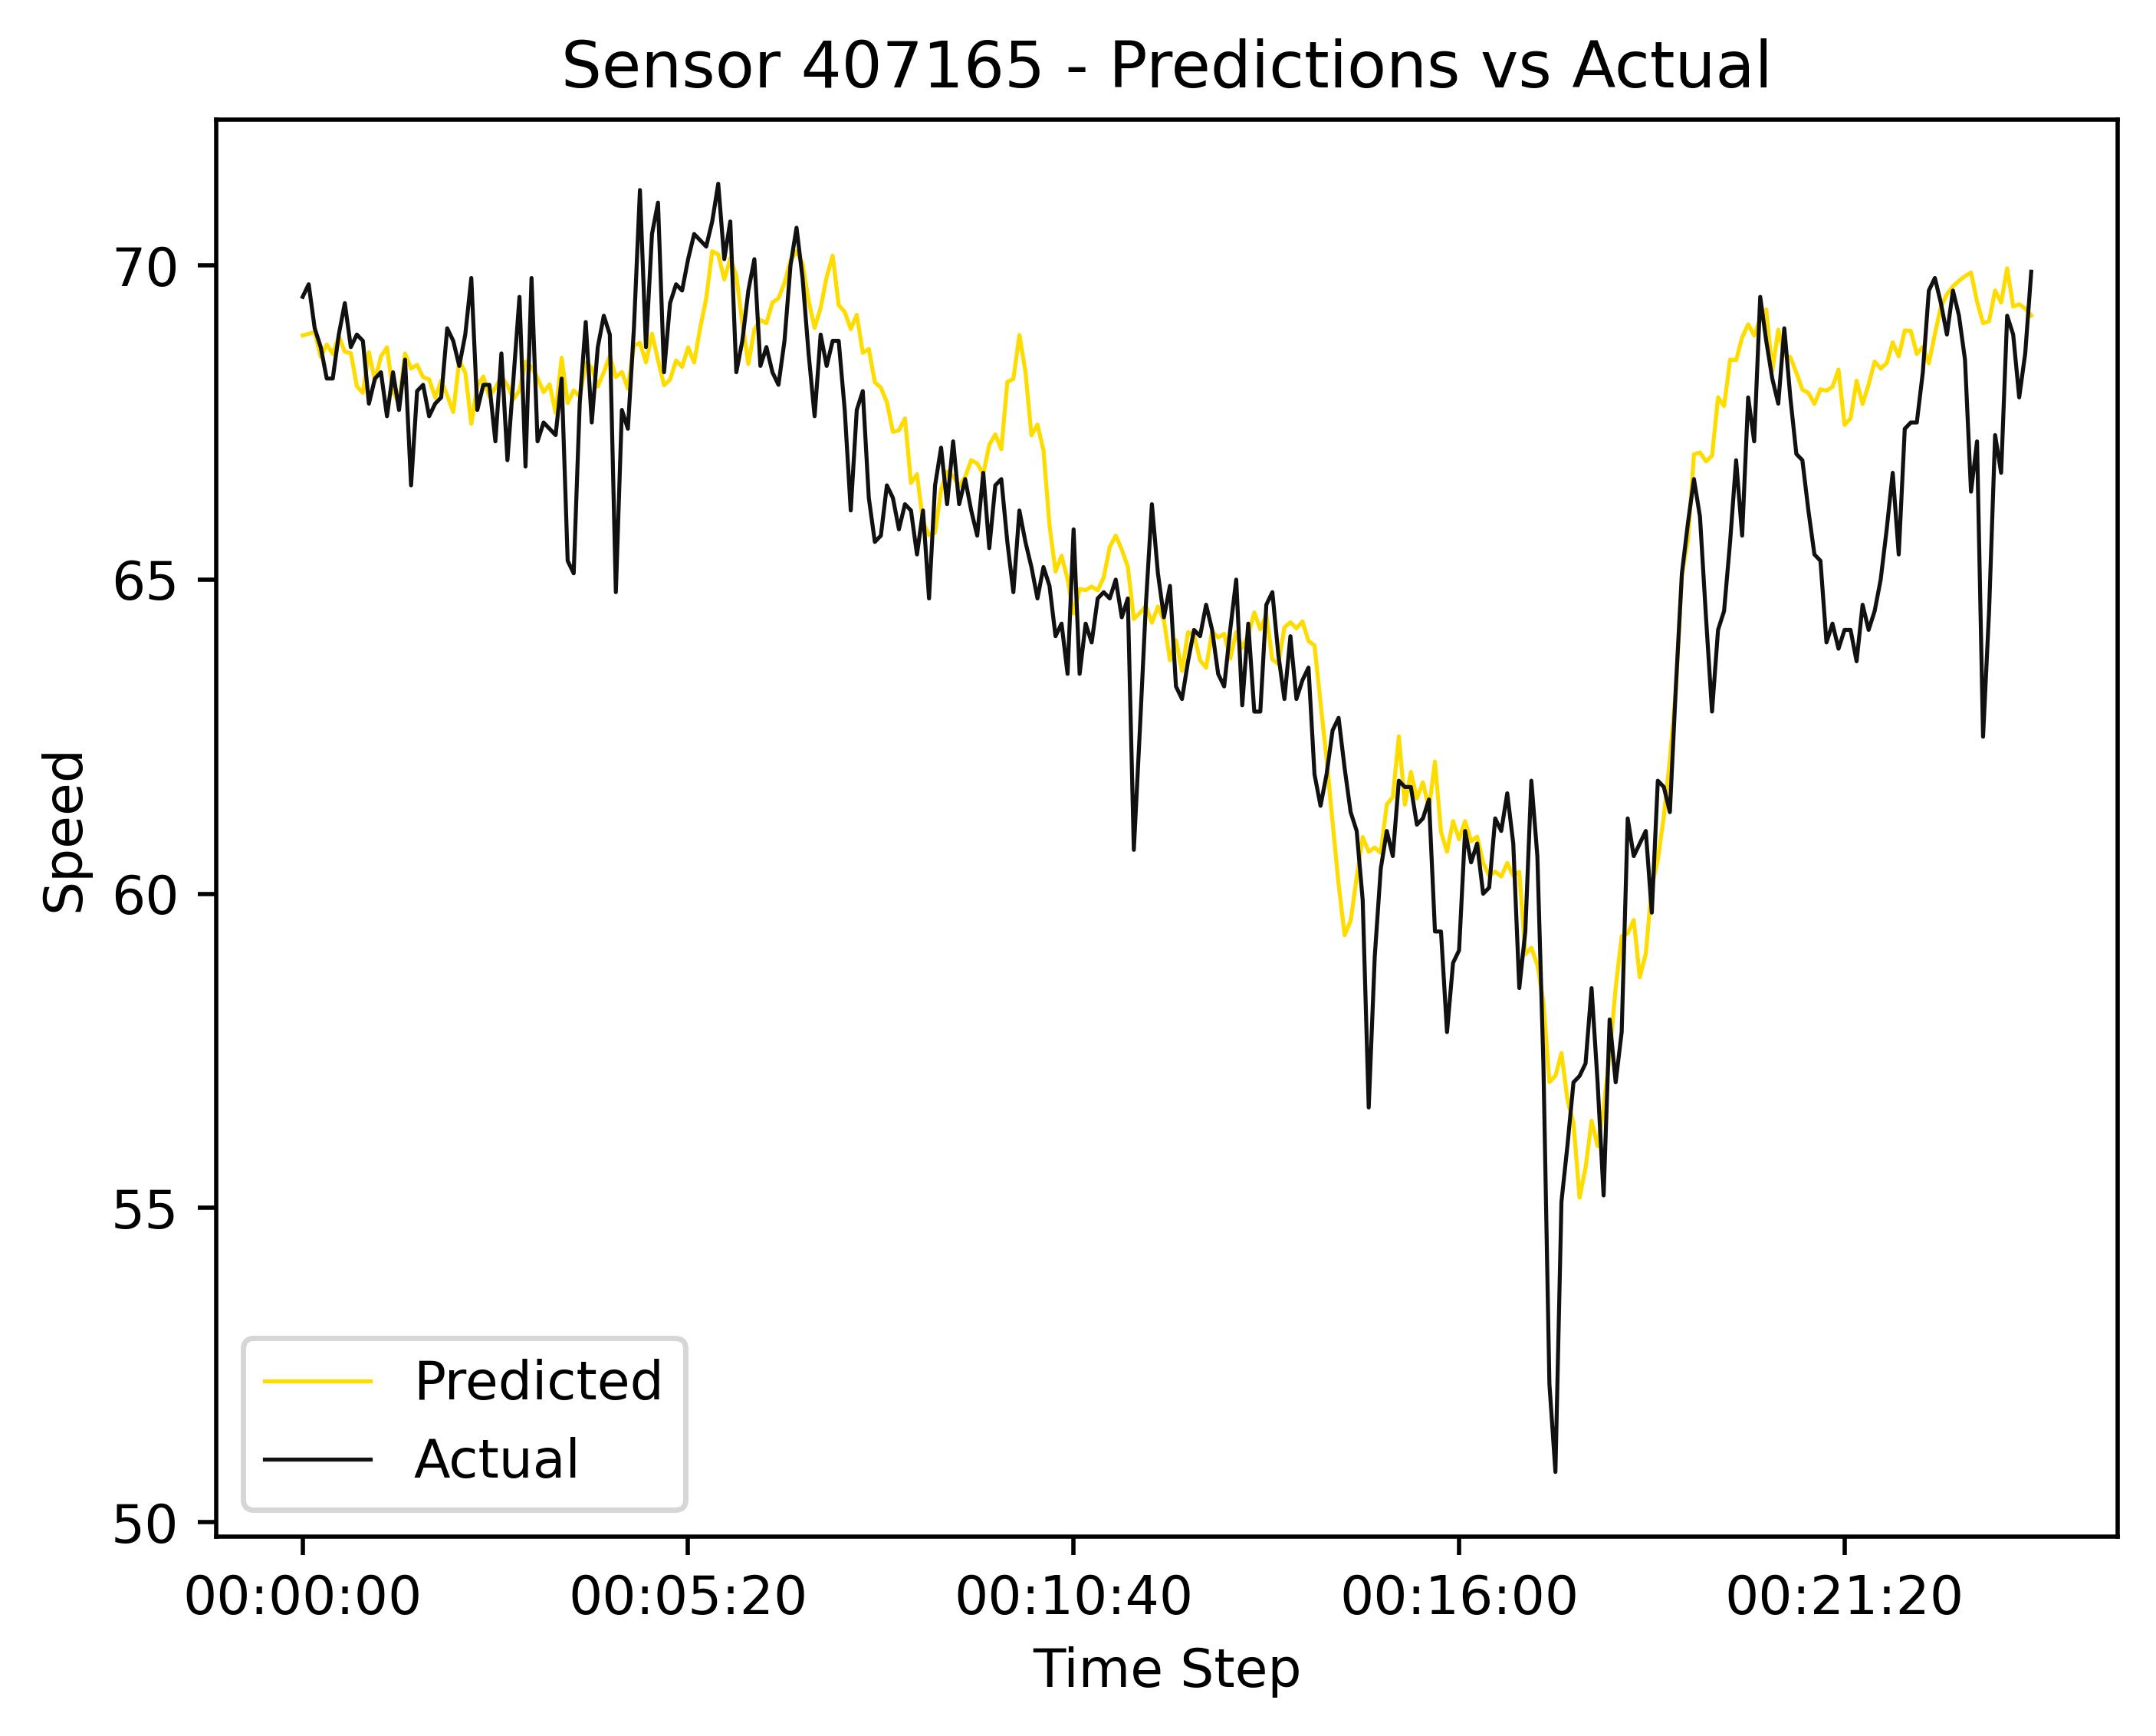 Sensor 407165 - Predictions vs Actual
70
65
60
55
50
Speed
Predicted
Actual
00:00:00 00:05:20 00:10:40 00:16:00 00:21:20
Time Step